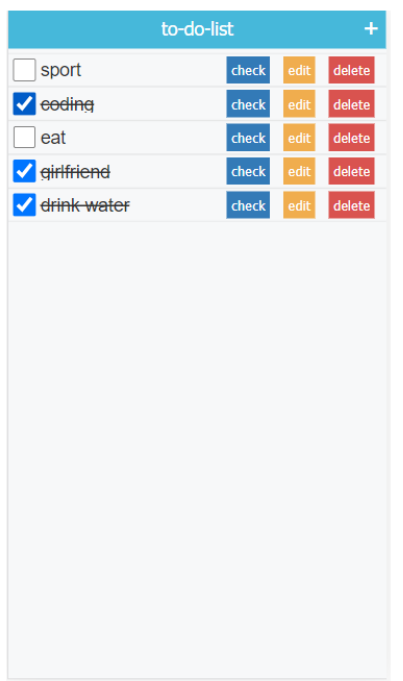 to-do-list +
sport check edit delete
coding check edit delete
eat check edit delete
girlfriend check edit delete
drink water check edit delete